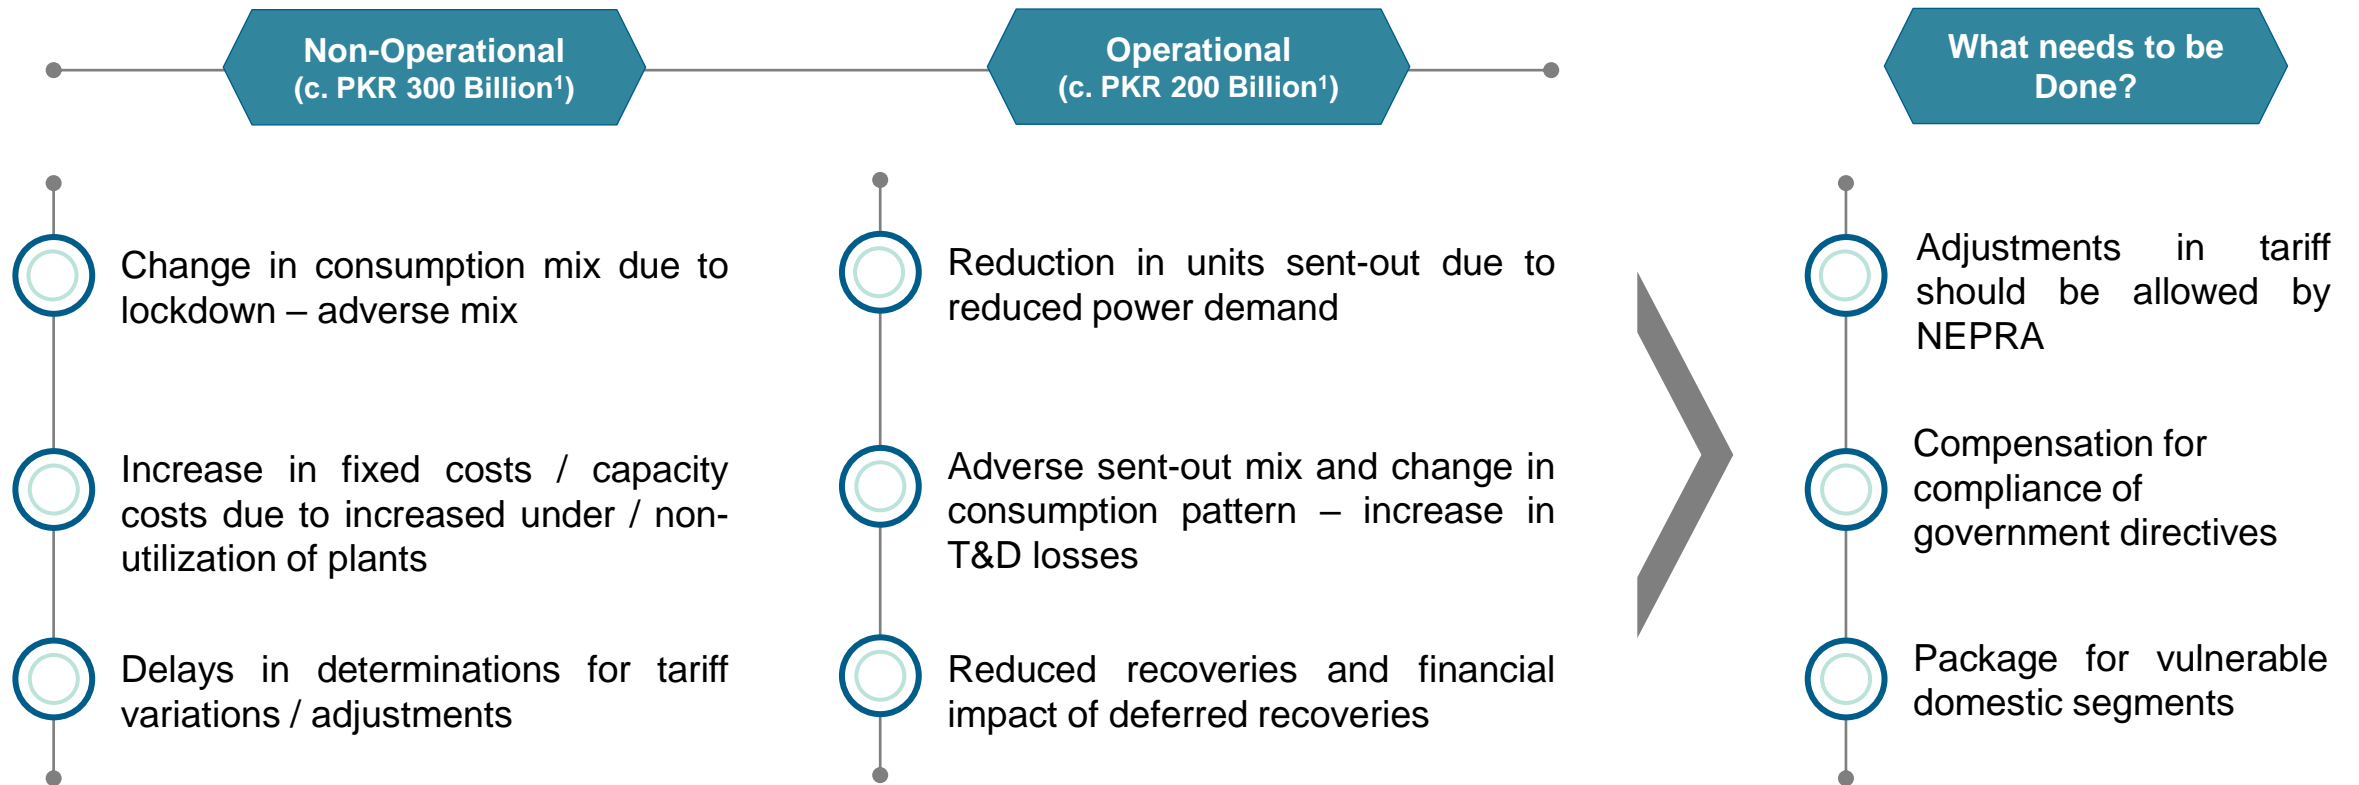 Non-Operational
(c. PKR 300 Billion¹)
Operational
(c. PKR 200 Billion¹)
What needs to be
Done?
Change in consumption mix due to
lockdown – adverse mix
Increase in fixed costs / capacity
costs due to increased under / non-
utilization of plants
Delays in determinations for tariff
variations / adjustments
Reduction in units sent-out due to
reduced power demand
Adverse sent-out mix and change in
consumption pattern – increase in
T&D losses
Reduced recoveries and financial
impact of deferred recoveries
Adjustments in tariff
should be allowed by
NEPRA
Compensation for
compliance of
government directives
Package for vulnerable
domestic segments